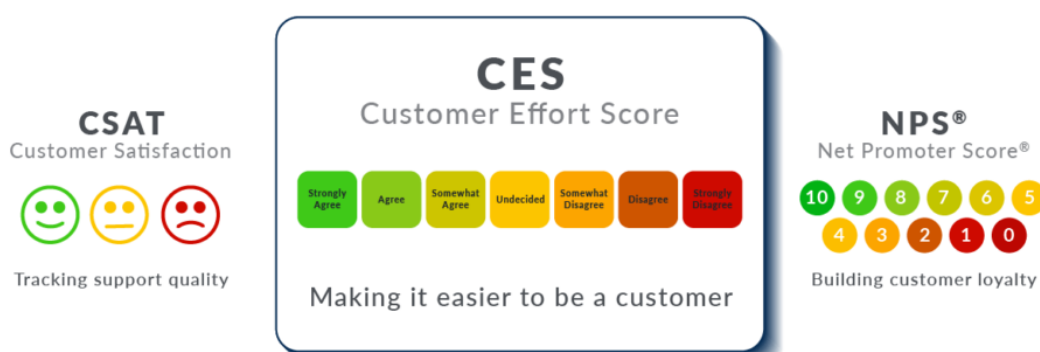 CSAT
Customer Satisfaction
Tracking support quality
CES
Customer Effort Score
Strongly
Agree
Agree
Somewhat
Agree
Undecided
Somewhat
Disagree
Disagree
Strongly
Disagree
Making it easier to be a customer
NPS®
Net Promoter Score®
10 9 8 7 6 5
4 3 2 1 0
Building customer loyalty